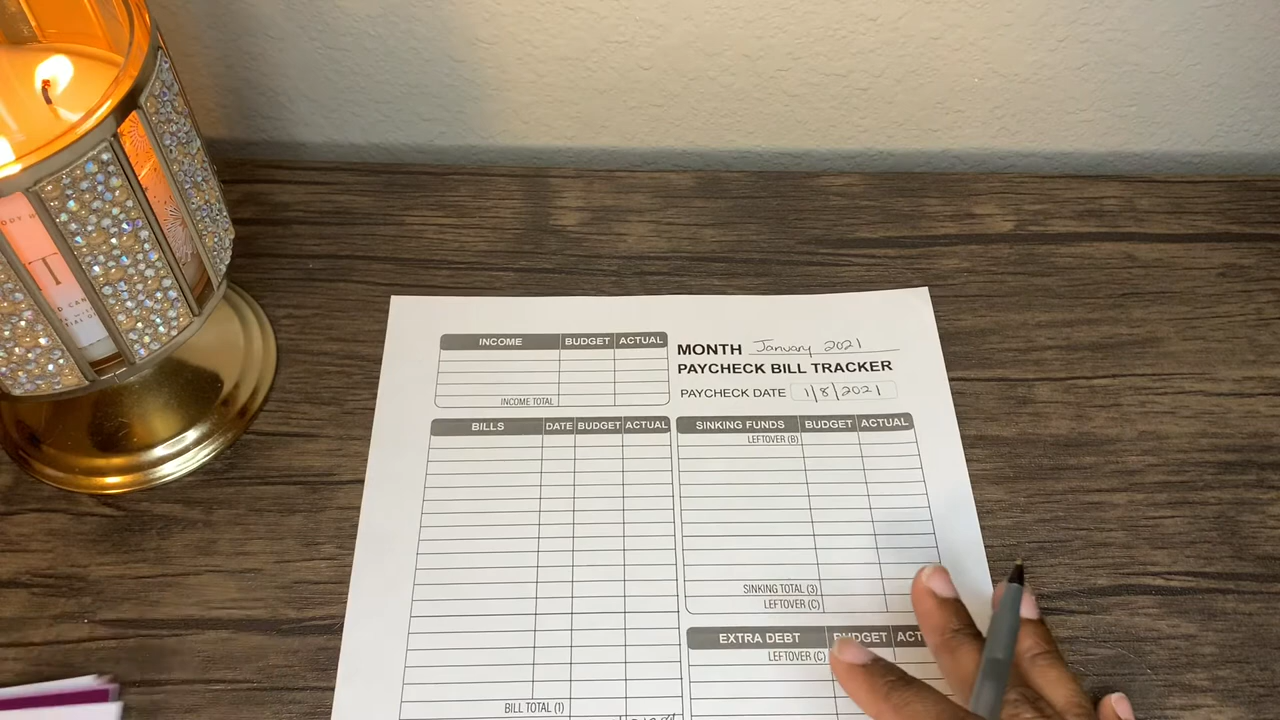 INCOME BUDGET ACTUAL
INCOME TOTAL
MONTH January 2021
PAYCHECK BILL TRACKER
PAYCHECK DATE 1/8/2021
BILLS DATE BUDGET ACTUAL
BILL TOTAL (1)
SINKING FUNDS BUDGET ACTUAL
LEFTOVER (B)
SINKING TOTAL (3)
LEFTOVER (C)
EXTRA DEBT BUDGET ACT
LEFTOVER (C)